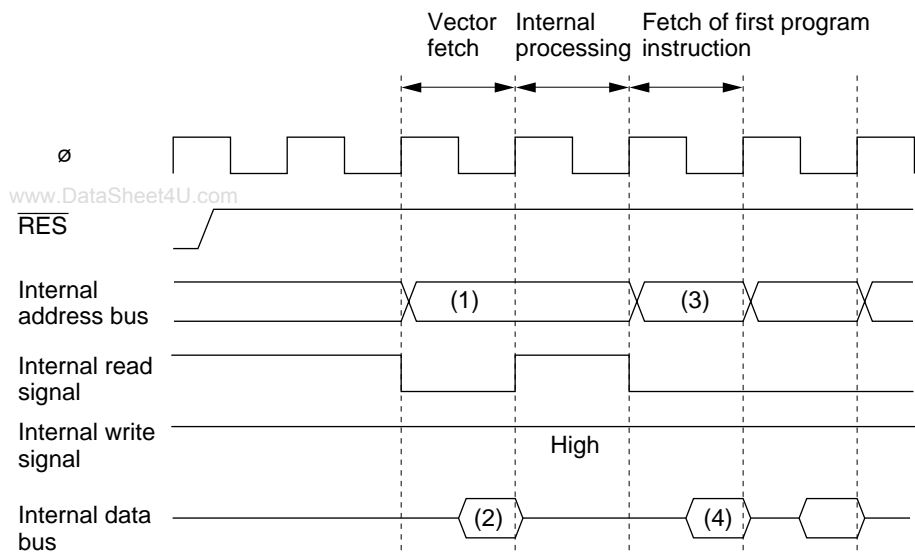 Vector fetch
Internal processing
Fetch of first program instruction
ø
www.DataSheet4U.com
RES
Internal address bus
(1)
(3)
Internal read signal
Internal write signal
High
Internal data bus
(2)
(4)